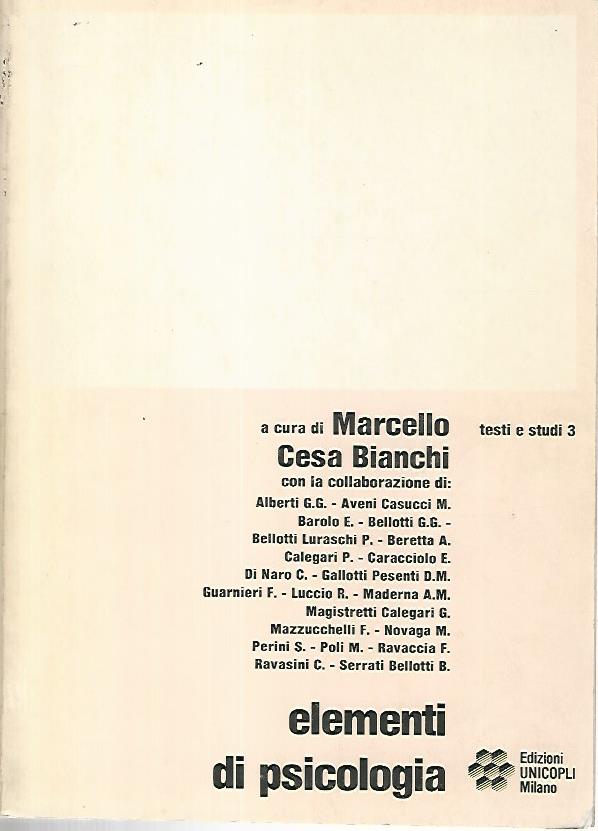 a cura di Marcello
Cesa Bianchi
con la collaborazione di:
Alberti G.G. - Aveni Casucci M.
Barolo E. - Bellotti G.G. -
Bellotti Luraschi P. - Beretta A.
Calegari P. - Caracciolo E.
Di Naro C. - Gallotti Pesenti D.M.
Guarnieri F. - Luccio R. - Maderna A.M.
Magistretti Calegari G.
Mazzucchelli F. - Novaga M.
Perini S. - Poli M. - Ravaccia F.
Ravasini C. - Serrati Bellotti B.
testi e studi 3
elementi
di psicologia
Edizioni
UNICOPLI
Milano